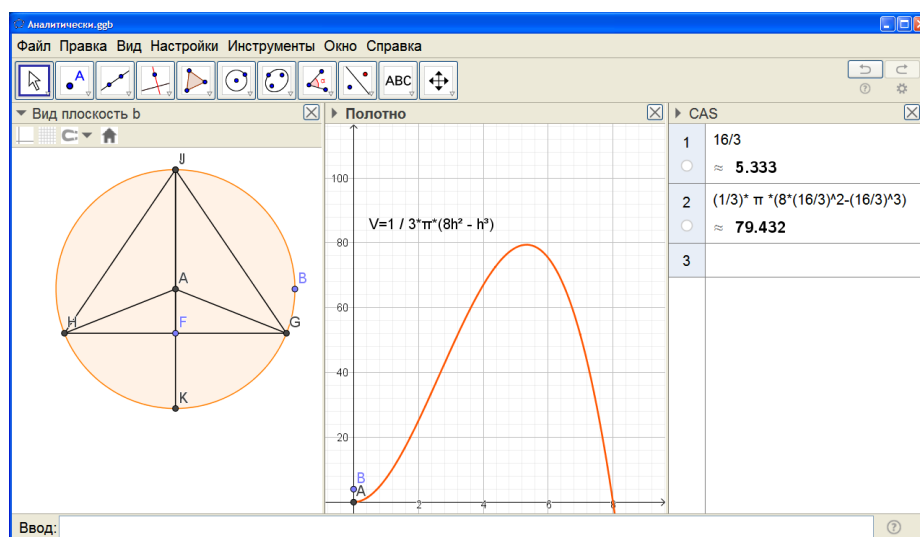 Аналитически.ggb
Файл Правка Вид Настройки Инструменты Окно Справка
A
ABC
Вид плоскость b
Полотно
CAS
A
B
H
F
G
K
V=1 / 3*π*(8h² - h³)
100
80
60
40
20
B
A
2
4
6
8
1
16/3
≈ 5.333
2
(1/3)* π *(8*(16/3)^2-(16/3)^3)
≈ 79.432
3
Ввод: